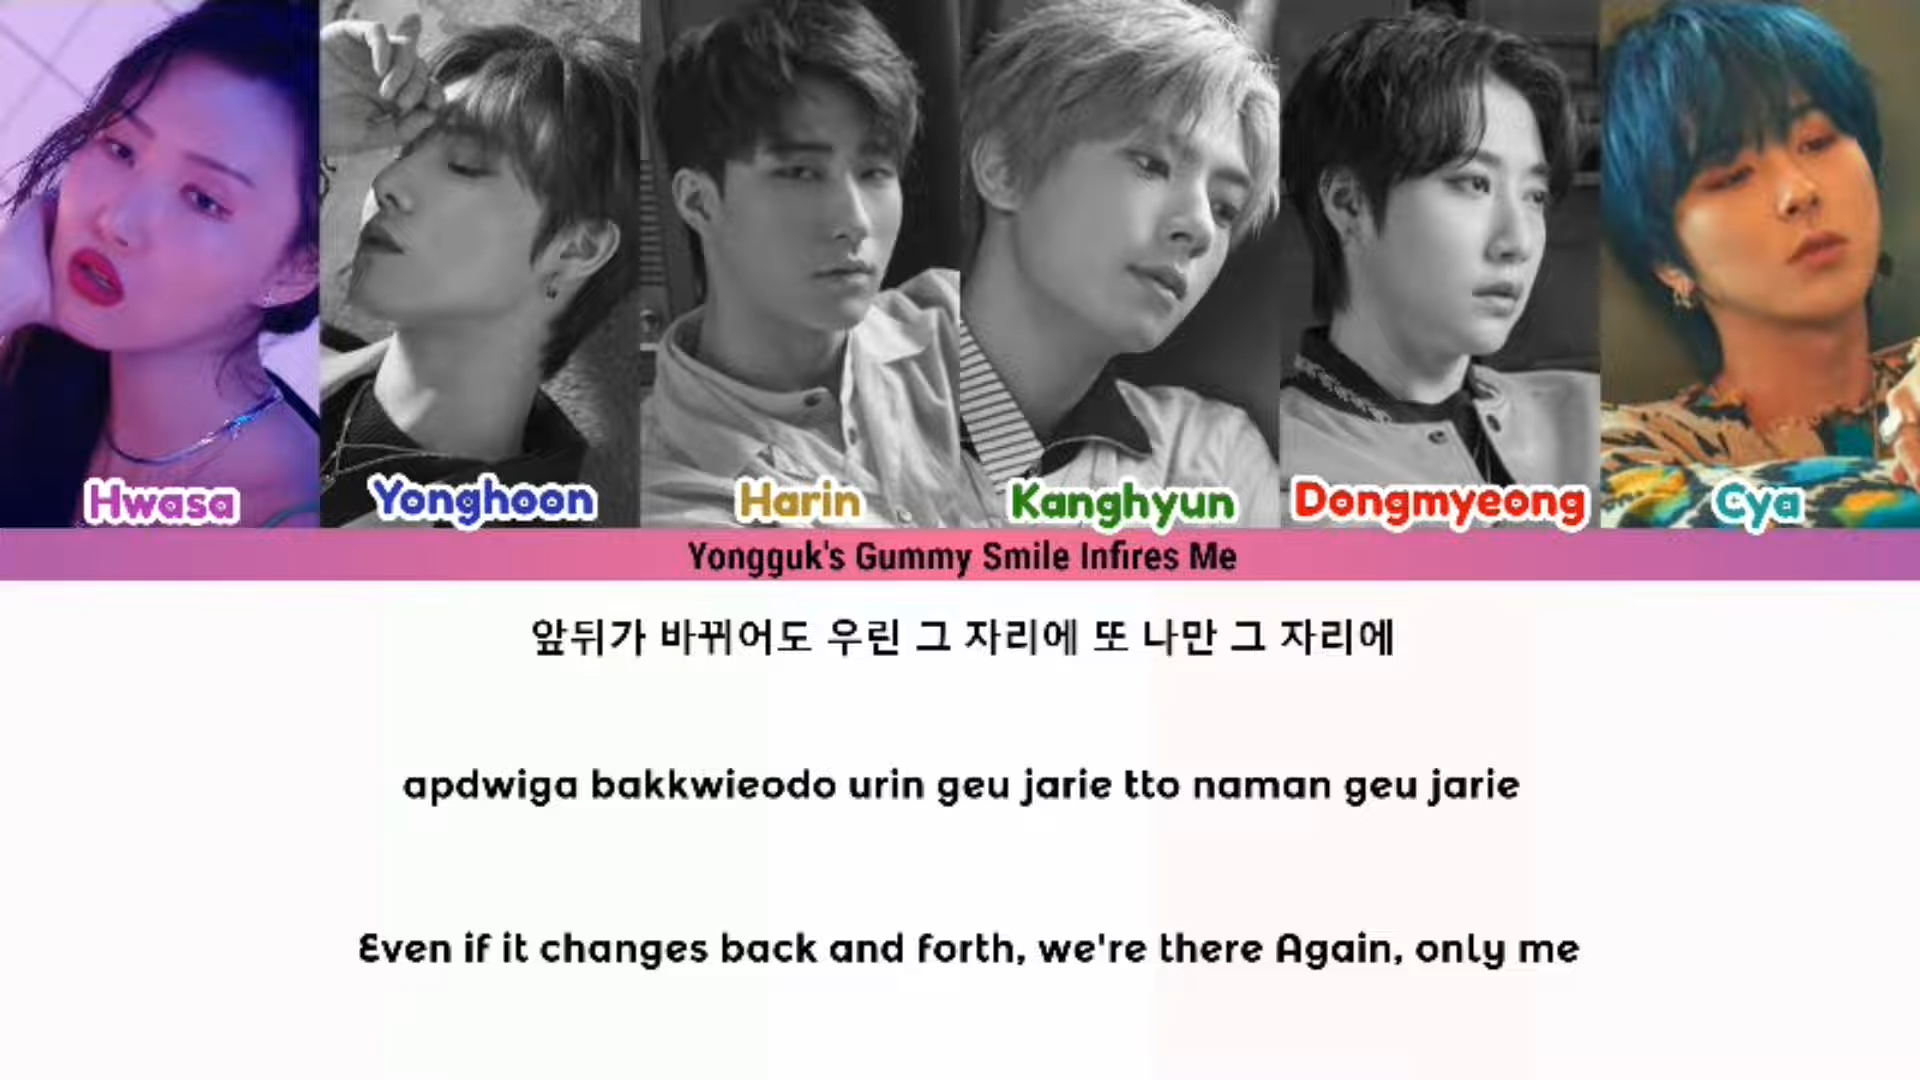 Hwasa Yonghoon Harin Kanghyun Dongmyeong Cya
Yongguk's Gummy Smile Infires Me
앞뒤가 바뀌어도 우린 그 자리에 또 나만 그 자리에
apdwiga bakkwieodo urin geu jarie tto naman geu jarie
Even if it changes back and forth, we're there Again, only me